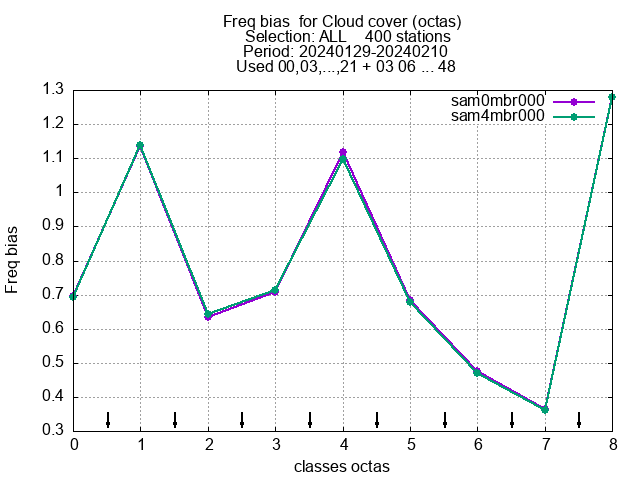 Freq bias  for Cloud cover (octas)
Selection: ALL    400 stations
Period: 20240129-20240210
Used 00,03,...,21 + 03 06 ... 48
sam0mbr000
sam4mbr000
1.3
1.2
1.1
1
0.9
0.8
0.7
0.6
0.5
0.4
0.3
Freq bias
0 1 2 3 4 5 6 7 8
classes octas